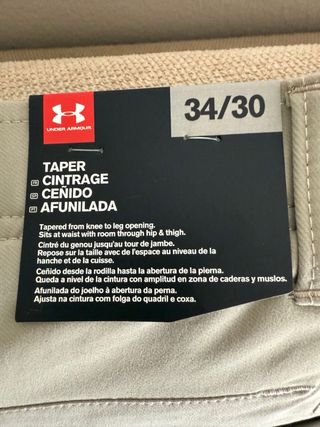 UNDER ARMOUR
34/30
TAPER
FR CINTRAGE
ES CEÑIDO
PT AFUNILADA
Tapered from knee to leg opening.
Sits at waist with room through hip & thigh.
Cintré du genou jusqu'au tour de jambe.
Repose sur la taille avec de l'espace au niveau de la
hanche et de la cuisse.
Ceñido desde la rodilla hasta la abertura de la pierna.
Queda a nivel de la cintura con amplitud en zona de caderas y muslos.
Afunilada do joelho à abertura da perna.
Ajusta na cintura com folga do quadril e coxa.